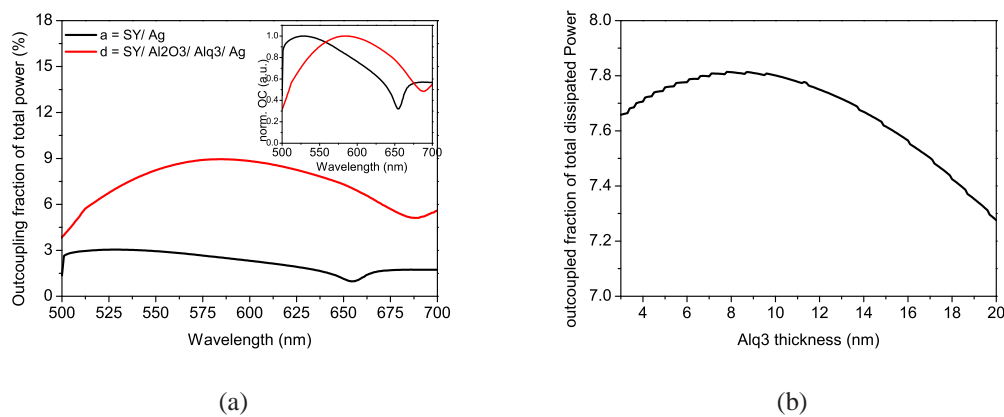 Outcoupling fraction of total power (%)
18
15
12
9
6
3
0
500 525 550 575 600 625 650 675 700
Wavelength (nm)
a = SY/ Ag
d = SY/ Al2O3/ Alq3/ Ag
norm. OC (a.u.)
1.0
0.8
0.6
0.4
0.2
0.0
500 550 600 650 700
Wavelength (nm)
(a)
outcoupled fraction of total dissipated Power
8.0
7.8
7.6
7.4
7.2
7.0
4 6 8 10 12 14 16 18 20
Alq3 thickness (nm)
(b)